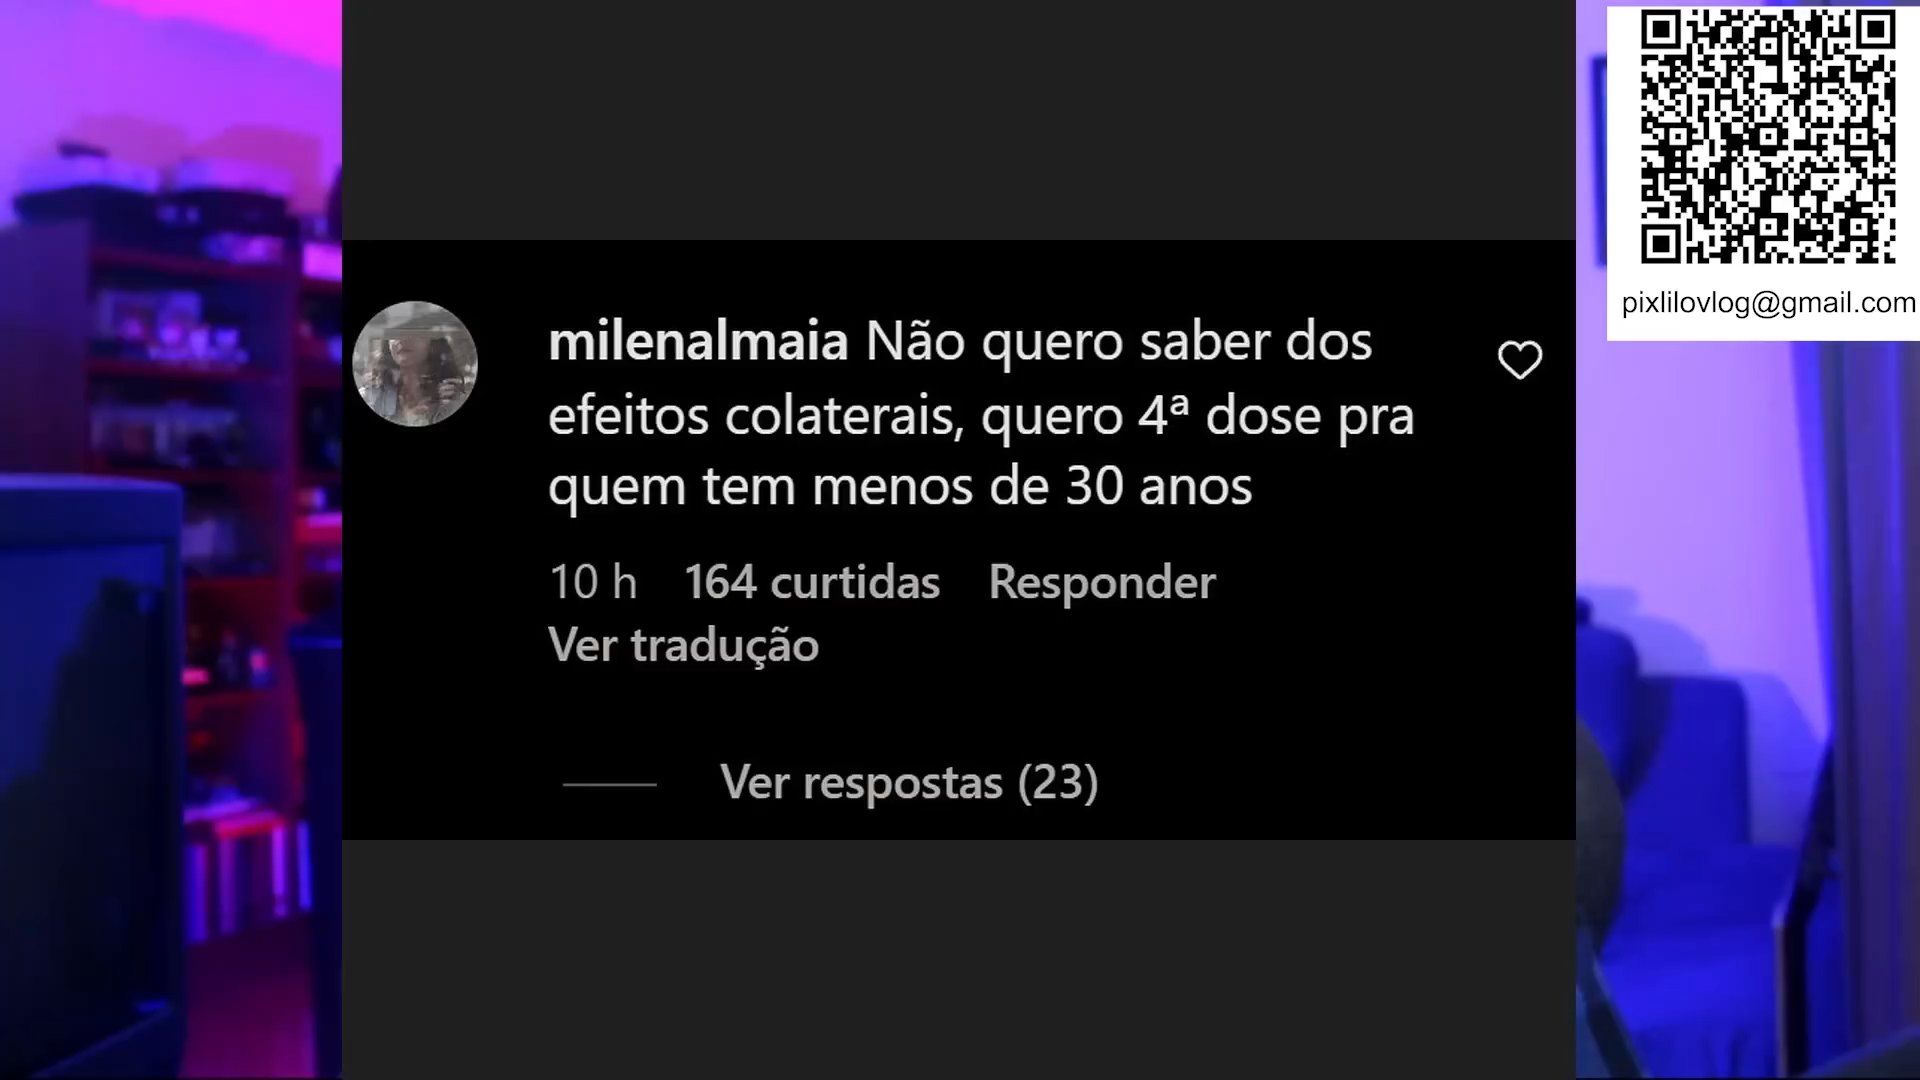 milenalmaia Não quero saber dos
efeitos colaterais, quero 4ª dose pra
quem tem menos de 30 anos
10 h 164 curtidas Responder
Ver tradução
Ver respostas (23)
pixlilovlog@gmail.com